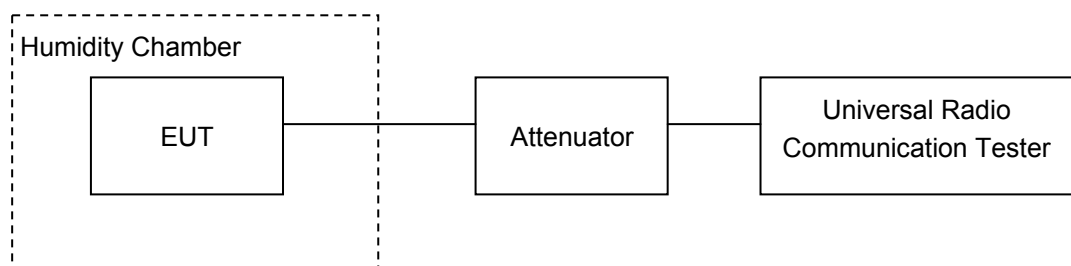 Humidity Chamber
EUT
Attenuator
Universal Radio
Communication Tester